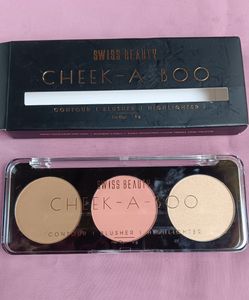 SWISS BEAUTY
CHEEK-A-BOO
CONTOUR | BLUSHER | HIGHLIGHTER
SWISS BEAUTY
CHEEK-A-BOO
CONTOUR | BLUSHER | HIGHLIGHTER